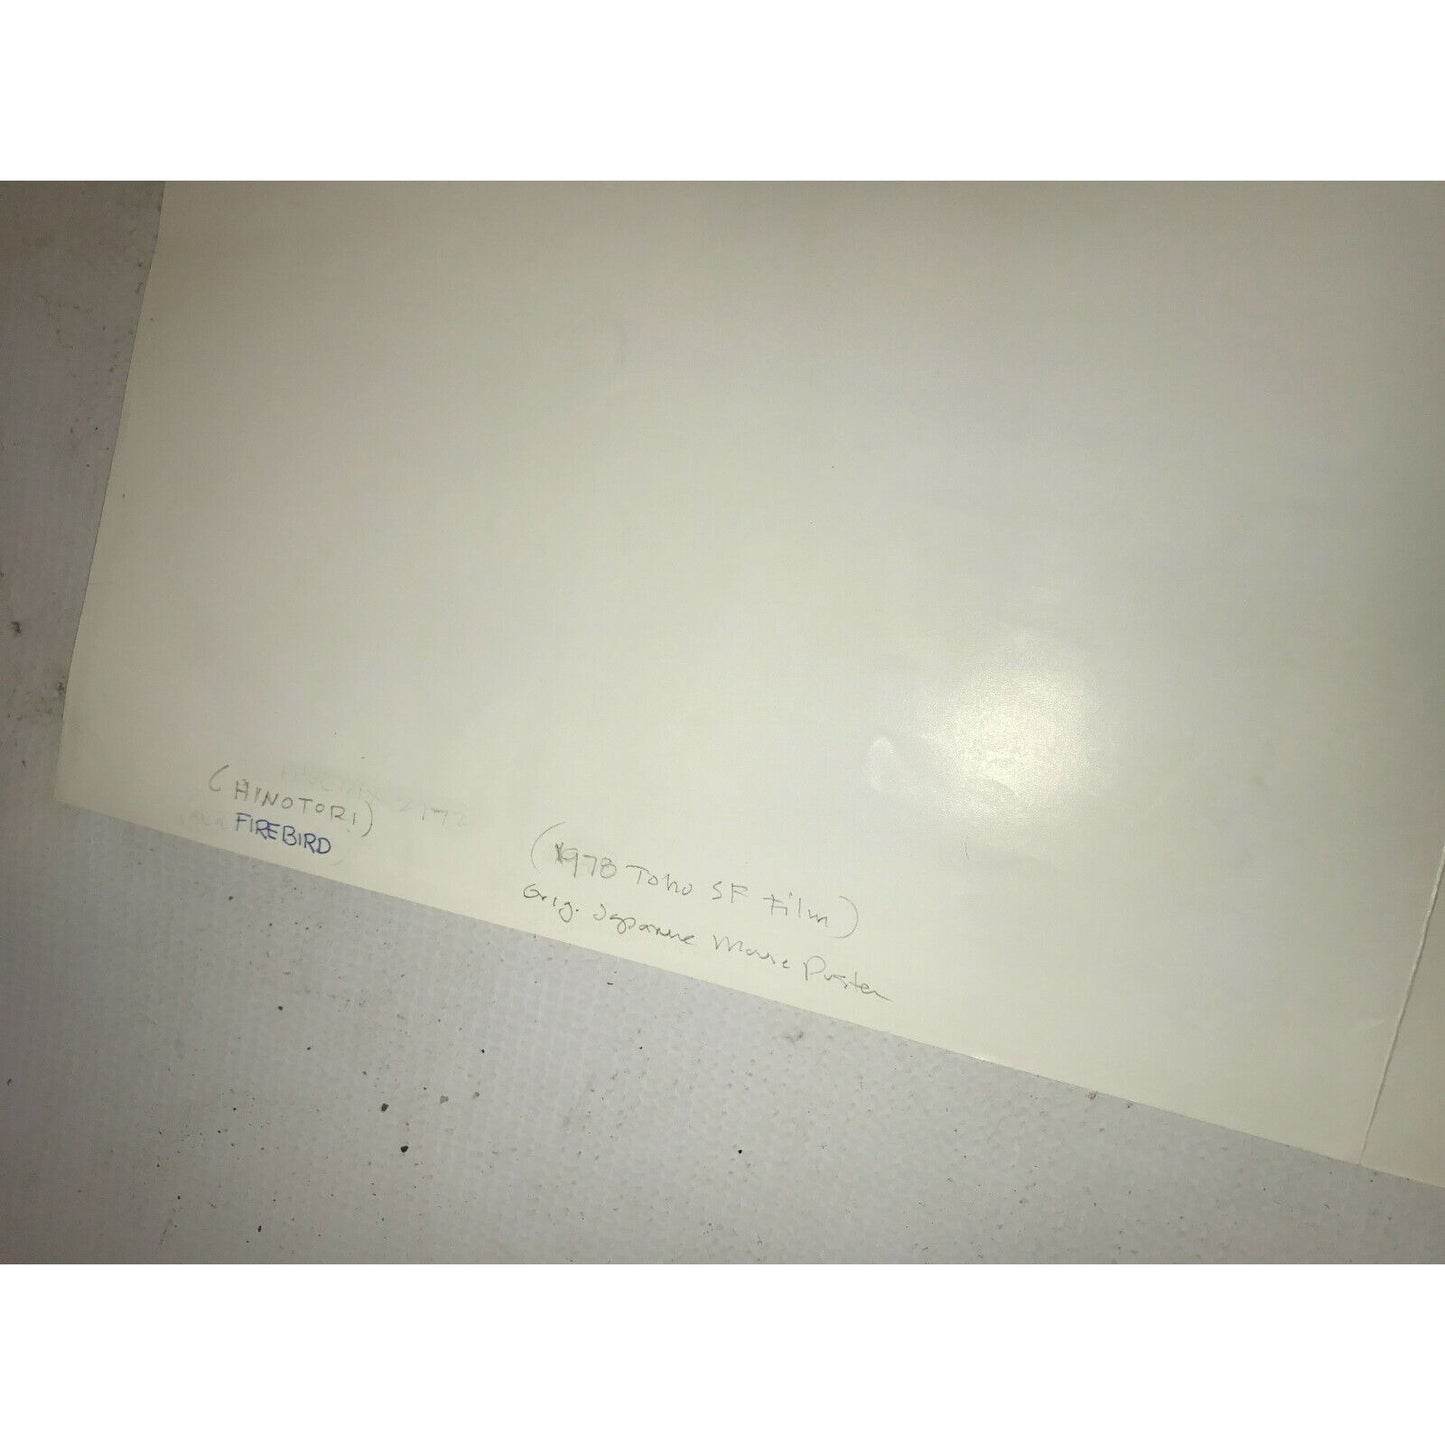 (HINOTORI)
FIREBIRD
(1978 Toho SF Film)
Orig. Japanese Movie Poster